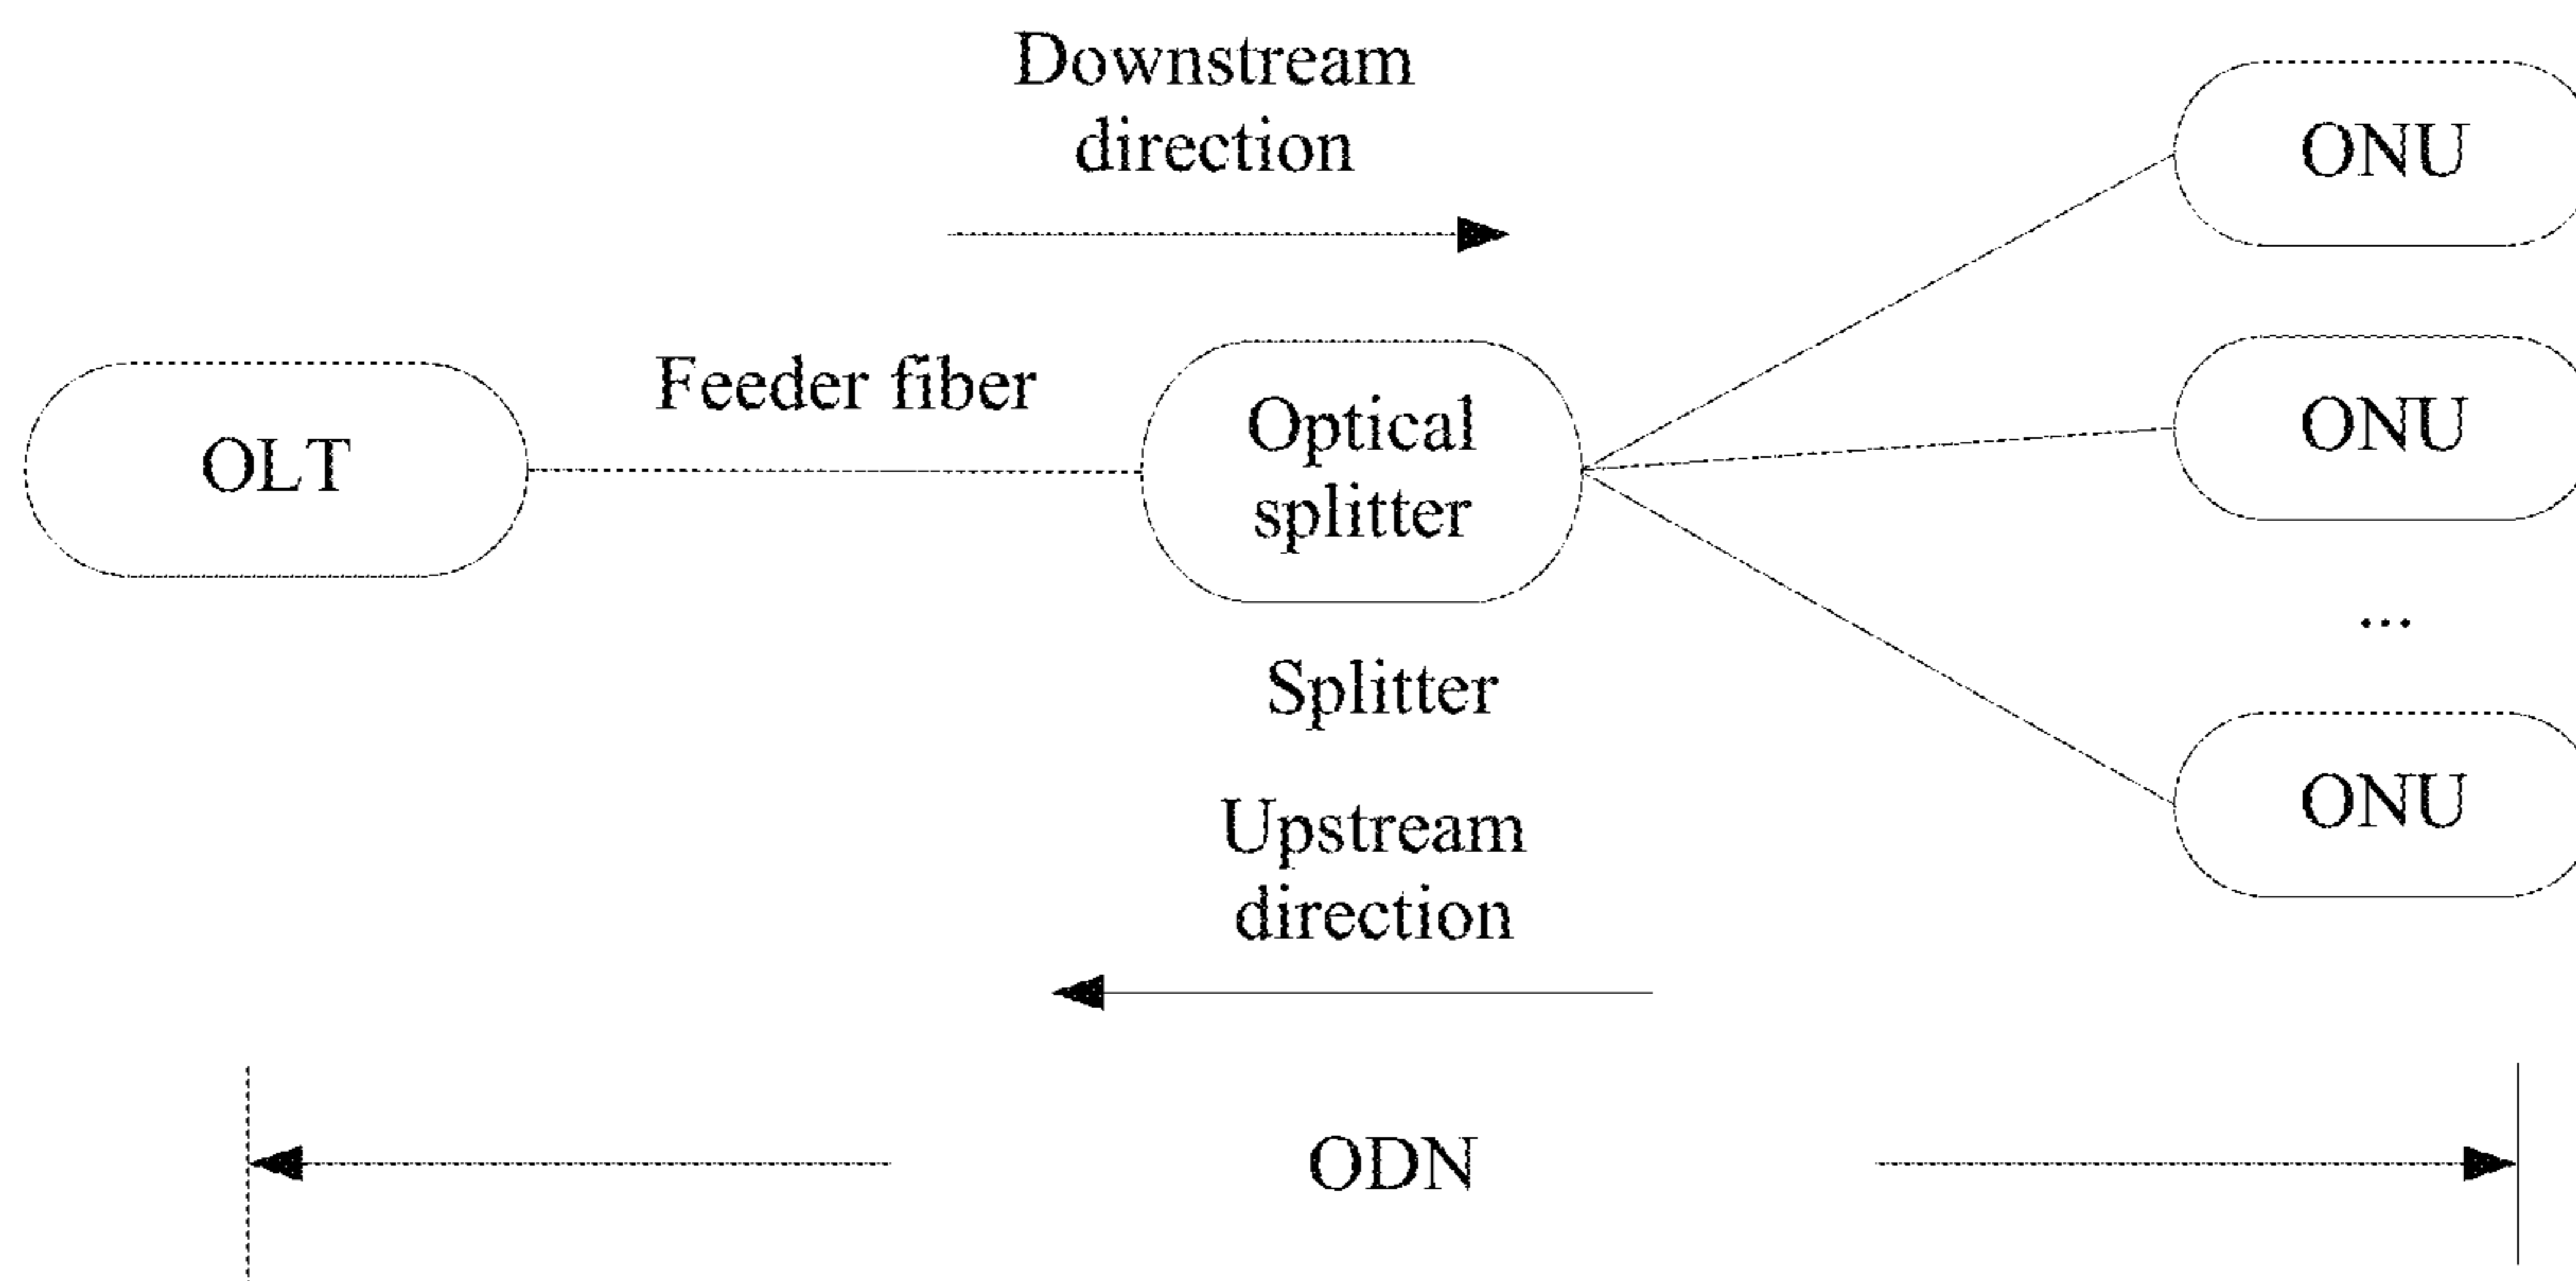 Downstream
direction
ONU
Feeder fiber
OLT
Optical
splitter
ONU
...
Splitter
ONU
Upstream
direction
ODN